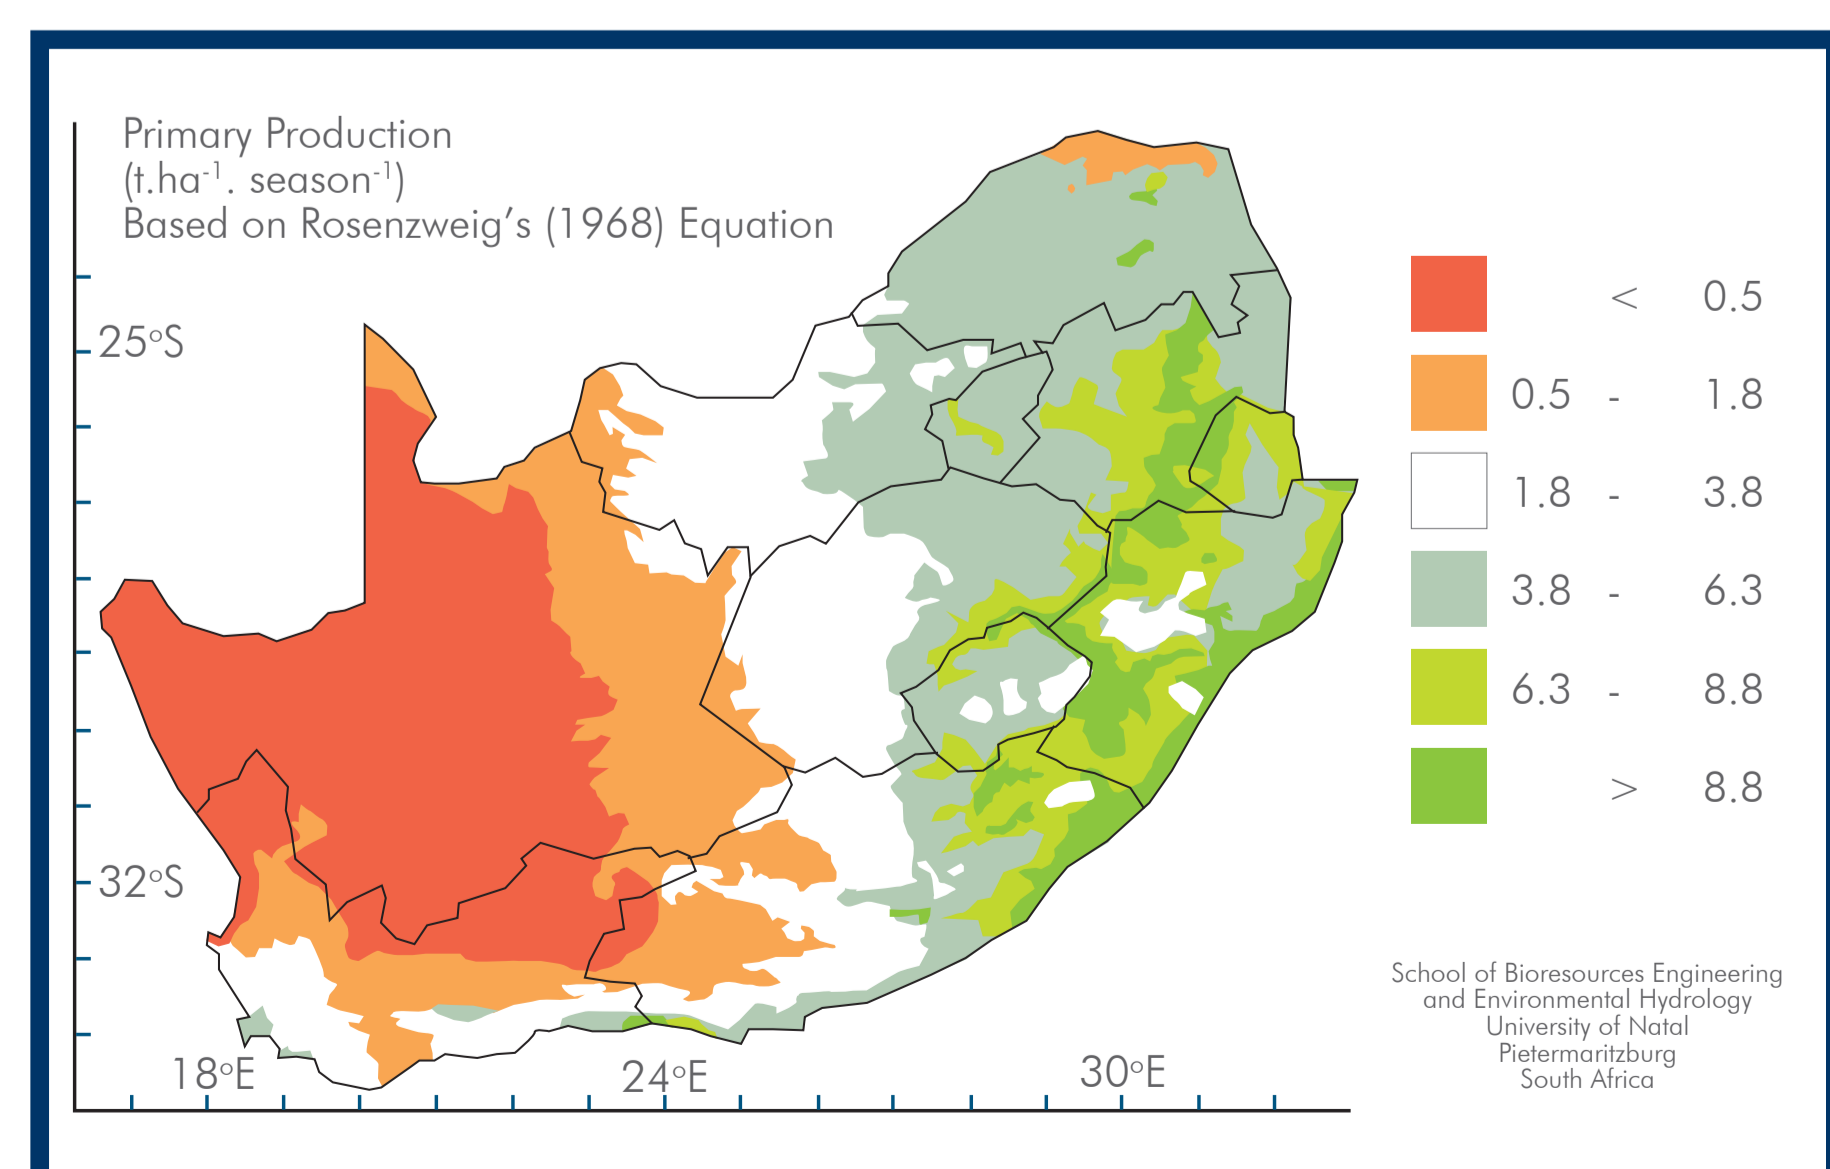 Primary Production
(t.ha⁻¹. season⁻¹)
Based on Rosenzweig's (1968) Equation
25°S
32°S
18°E
24°E
30°E
< 0.5
0.5 - 1.8
1.8 - 3.8
3.8 - 6.3
6.3 - 8.8
> 8.8
School of Bioresources Engineering
and Environmental Hydrology
University of Natal
Pietermaritzburg
South Africa